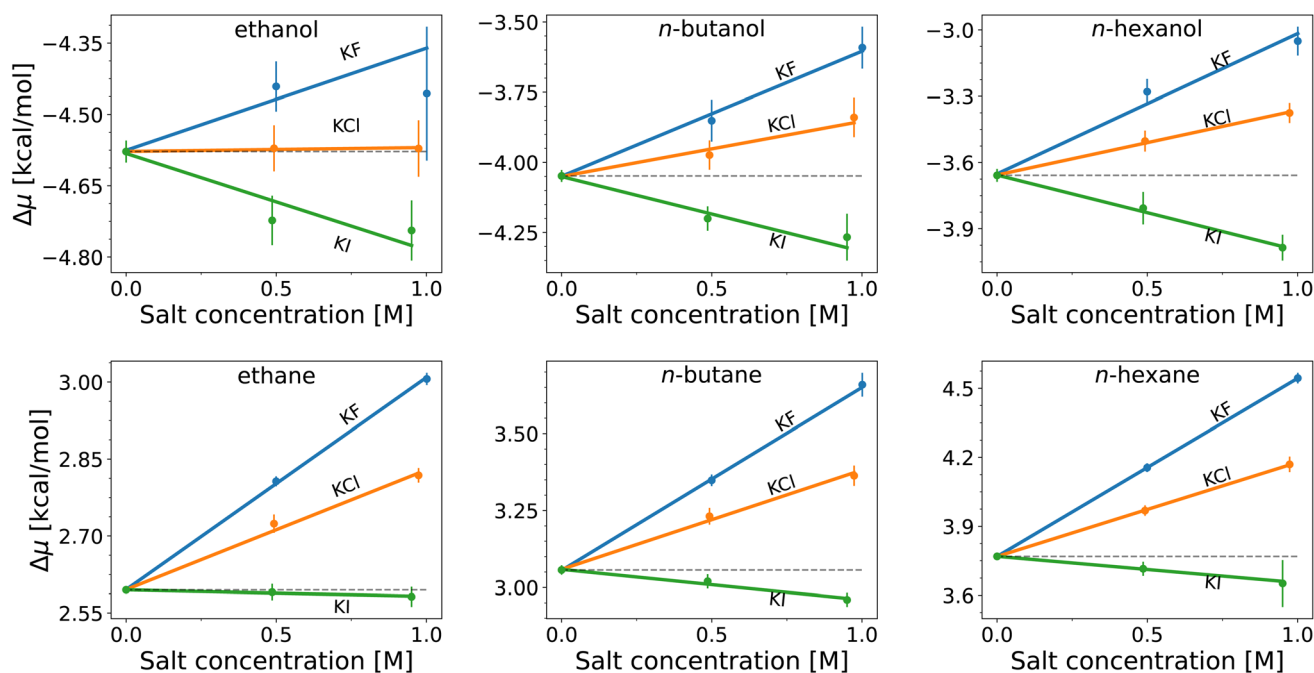 ethanol
Δμ [kcal/mol]
−4.35
−4.50
−4.65
−4.80
KF
KCl
KI
0.0
0.5
1.0
Salt concentration [M]
n-butanol
−3.50
−3.75
−4.00
−4.25
KF
KCl
KI
0.0
0.5
1.0
Salt concentration [M]
n-hexanol
−3.0
−3.3
−3.6
−3.9
KF
KCl
KI
0.0
0.5
1.0
Salt concentration [M]
ethane
Δμ [kcal/mol]
3.00
2.85
2.70
2.55
KF
KCl
KI
0.0
0.5
1.0
Salt concentration [M]
n-butane
3.50
3.25
3.00
KF
KCl
KI
0.0
0.5
1.0
Salt concentration [M]
n-hexane
4.5
4.2
3.9
3.6
KF
KCl
KI
0.0
0.5
1.0
Salt concentration [M]